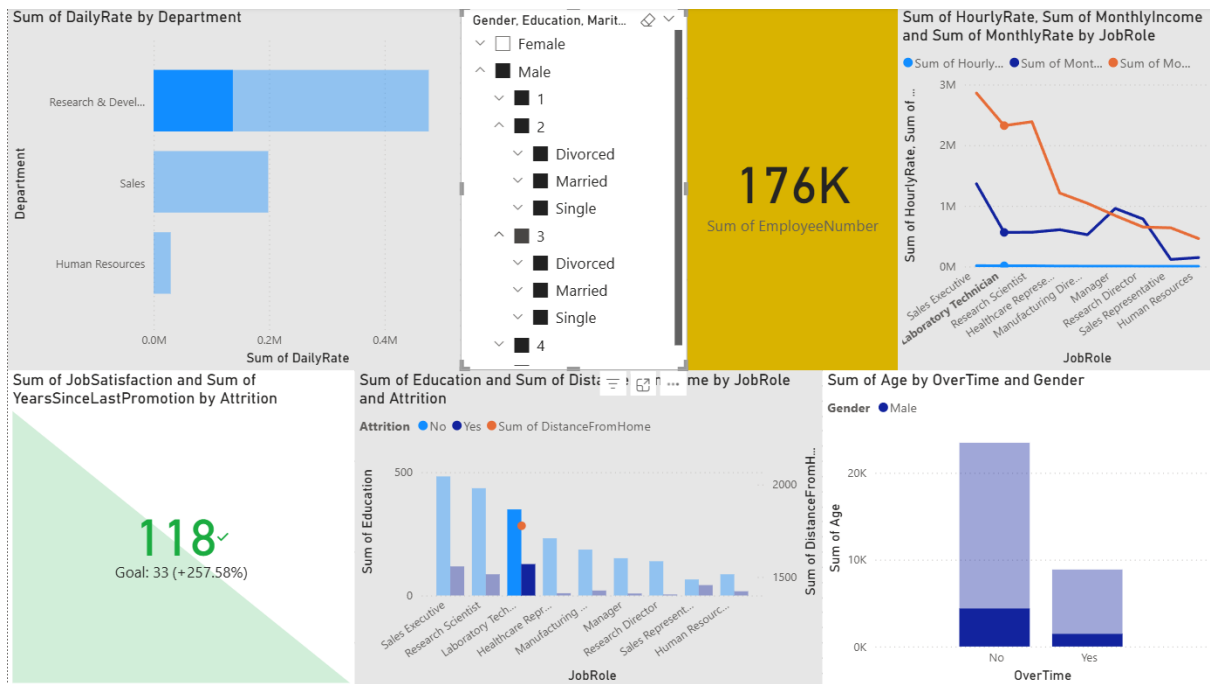 Sum of DailyRate by Department
Department
Research & Devel...
Sales
Human Resources
0.0M
0.2M
0.4M
Sum of DailyRate
Gender, Education, Marit...
Female
Male
1
2
Divorced
Married
Single
3
Divorced
Married
Single
4
176K
Sum of EmployeeNumber
Sum of HourlyRate, Sum of MonthlyIncome
and Sum of MonthlyRate by JobRole
Sum of Hourly... Sum of Mont... Sum of Mo...
Sum of HourlyRate, Sum of ...
3M
2M
1M
0M
Sales Executive
Laboratory Technician
Research Scientist
Healthcare Represe...
Manufacturing Dire...
Manager
Research Director
Sales Representative
Human Resources
JobRole
Sum of JobSatisfaction and Sum of
YearsSinceLastPromotion by Attrition
118
Goal: 33 (+257.58%)
Sum of Education and Sum of Dista ome by JobRole
and Attrition
Attrition No Yes Sum of DistanceFromHome
Sum of Education
500
0
2000
1500
Sum of DistanceFromH...
Sales Executive
Research Scientist
Laboratory Tech...
Healthcare Repr...
Manufacturing ...
Manager
Research Director
Sales Represent...
Human Resourc...
JobRole
Sum of Age by OverTime and Gender
Gender Male
Sum of Age
20K
10K
0K
No
Yes
OverTime